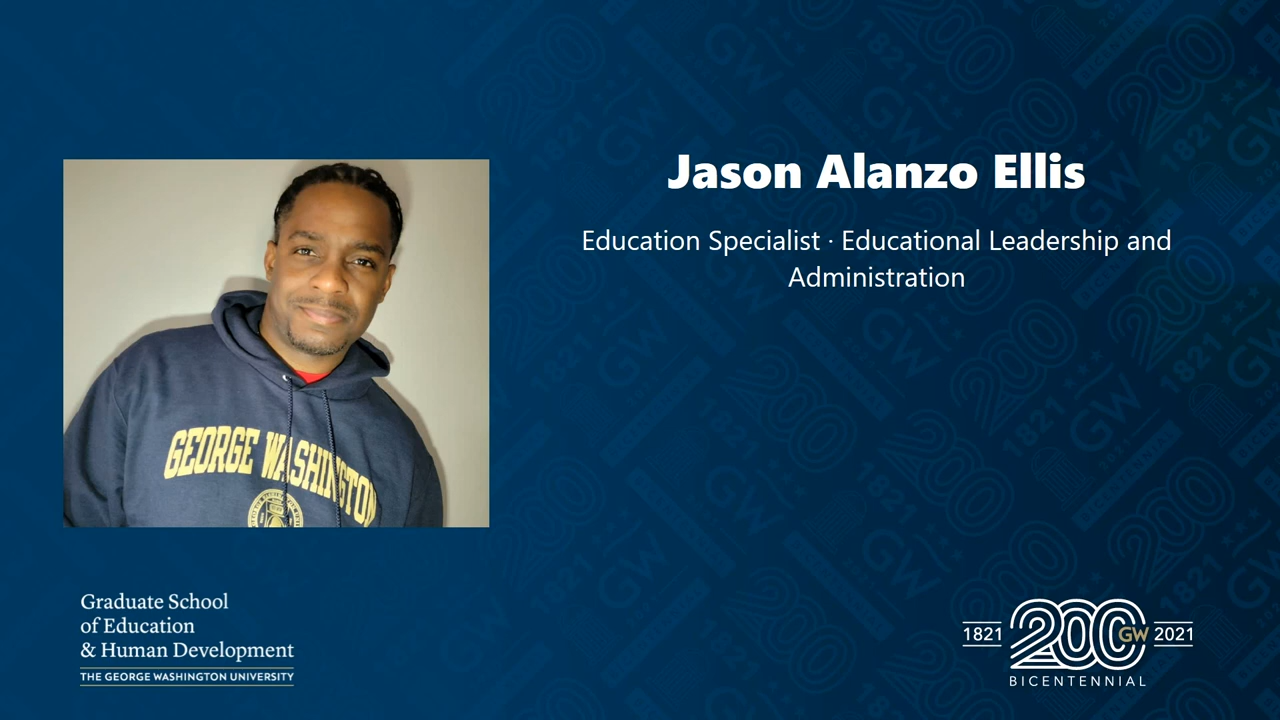 Jason Alanzo Ellis
Education Specialist · Educational Leadership and
Administration
GEORGE WASHINGTON
Graduate School
of Education
& Human Development
THE GEORGE WASHINGTON UNIVERSITY
1821 200 GW 2021
BICENTENNIAL